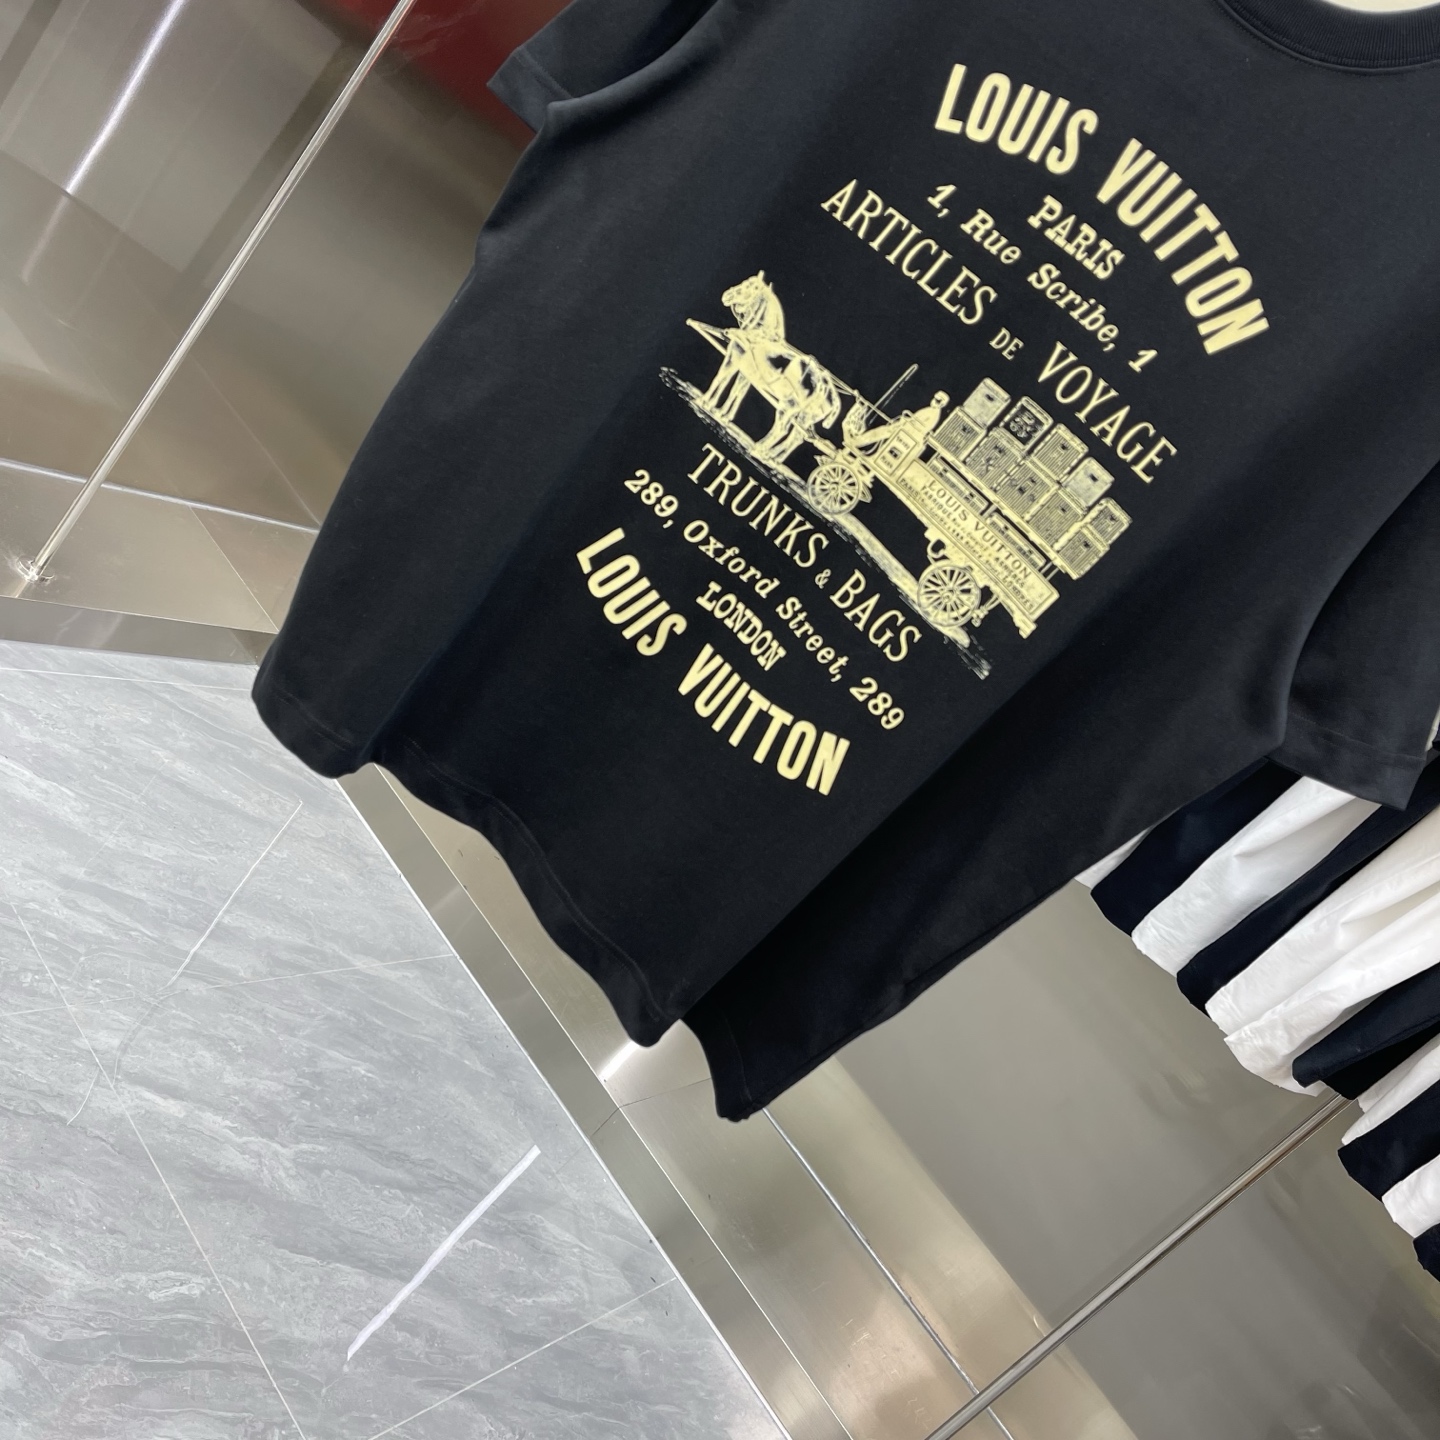 LOUIS VUITTON
PARIS
1, Rue Scribe, 1
ARTICLES DE VOYAGE
LOUIS VUITTON
TRUNKS & BAGS
289, Oxford Street, 289
LONDON
LOUIS VUITTON